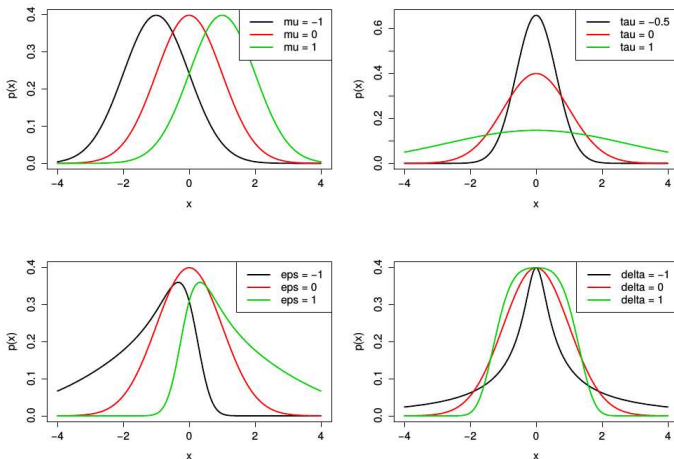 mu = −1
mu = 0
mu = 1
p(x)
0.4
0.3
0.2
0.1
0.0
−4 −2 0 2 4
x
tau = −0.5
tau = 0
tau = 1
p(x)
0.6
0.4
0.2
0.0
−4 −2 0 2 4
x
eps = −1
eps = 0
eps = 1
p(x)
0.4
0.3
0.2
0.1
0.0
−4 −2 0 2 4
x
delta = −1
delta = 0
delta = 1
p(x)
0.4
0.3
0.2
0.1
0.0
−4 −2 0 2 4
x